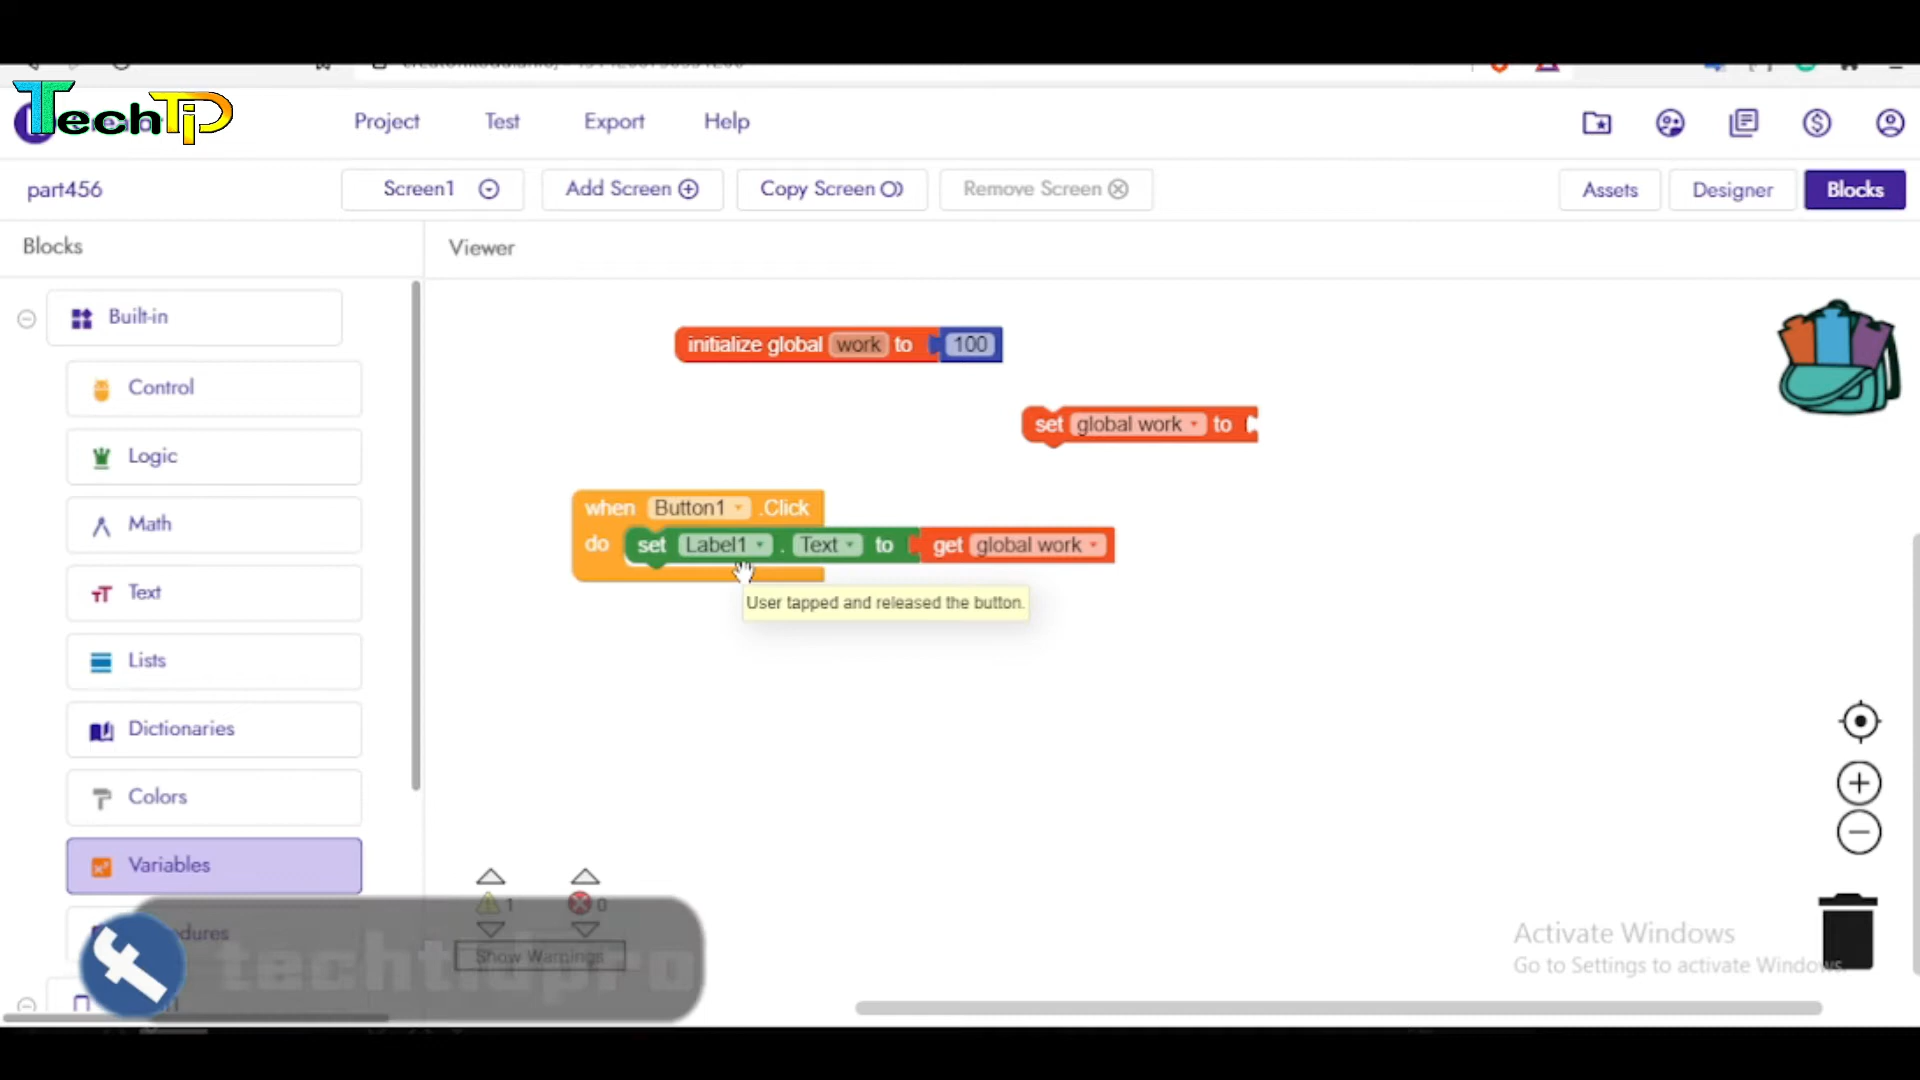 TechTip
Project Test Export Help
part456 Screen1 Add Screen Copy Screen Remove Screen Assets Designer Blocks
Blocks Viewer
Built-in
Control
Logic
Math
Text
Lists
Dictionaries
Colors
Variables
initialize global work to 100
set global work to
when Button1 .Click
do set Label1 . Text to get global work
User tapped and released the button.
1 0
Show Warnings
techtidpro
Activate Windows
Go to Settings to activate Windows.